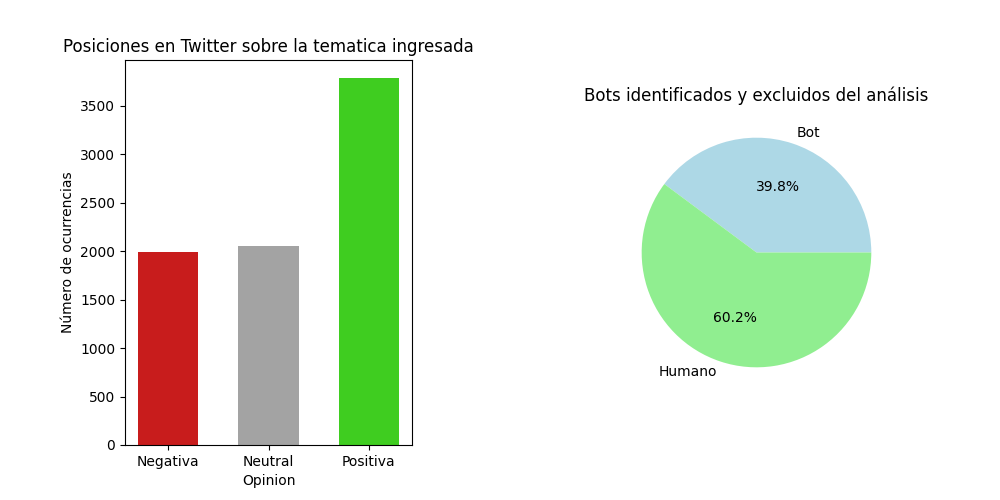 Posiciones en Twitter sobre la tematica ingresada
Número de ocurrencias
3500
3000
2500
2000
1500
1000
500
0
Negativa
Neutral
Positiva
Opinion
Bots identificados y excluidos del análisis
Bot
39.8%
60.2%
Humano